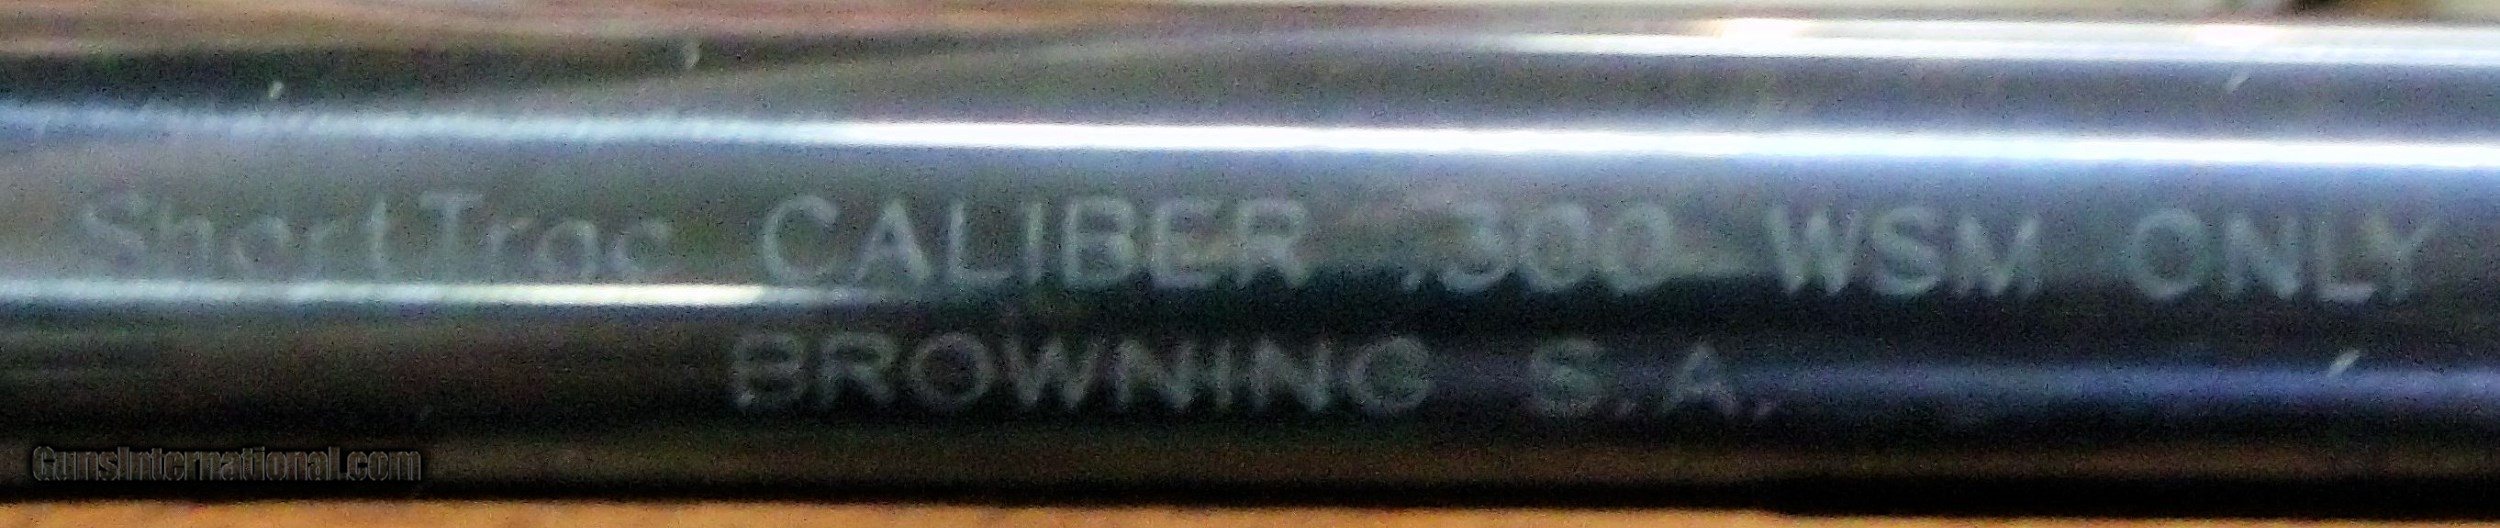 ShortTrac CALIBER .300 WSM ONLY
BROWNING S.A.
GunsInternational.com